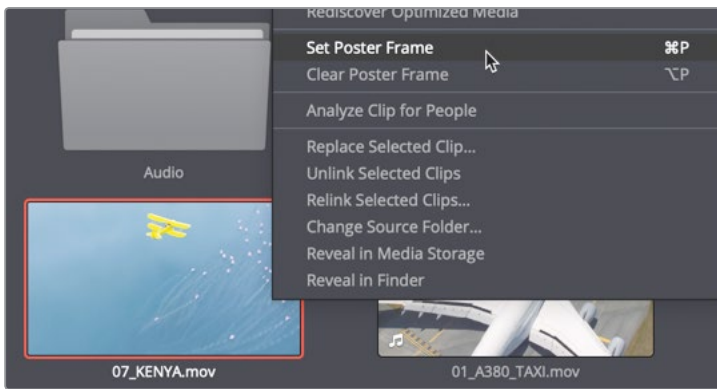 Rediscover Optimized Media
Set Poster Frame ⌘P
Clear Poster Frame ⌥P
Analyze Clip for People
Replace Selected Clip...
Unlink Selected Clips
Relink Selected Clips...
Change Source Folder...
Reveal in Media Storage
Reveal in Finder
Audio
07_KENYA.mov
01_A380_TAXI.mov